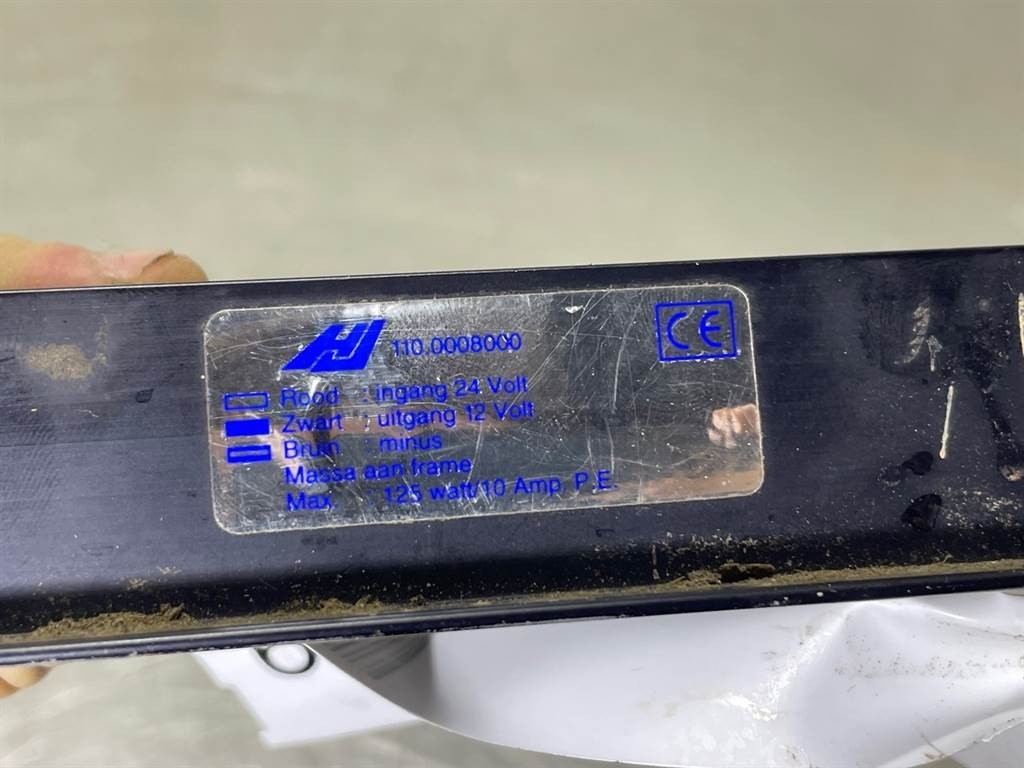 HJ 110.0008000 CE
Rood : ingang 24 Volt
Zwart : uitgang 12 Volt
Bruin : minus
Massa aan frame
Max. : 125 watt/10 Amp. P.E.